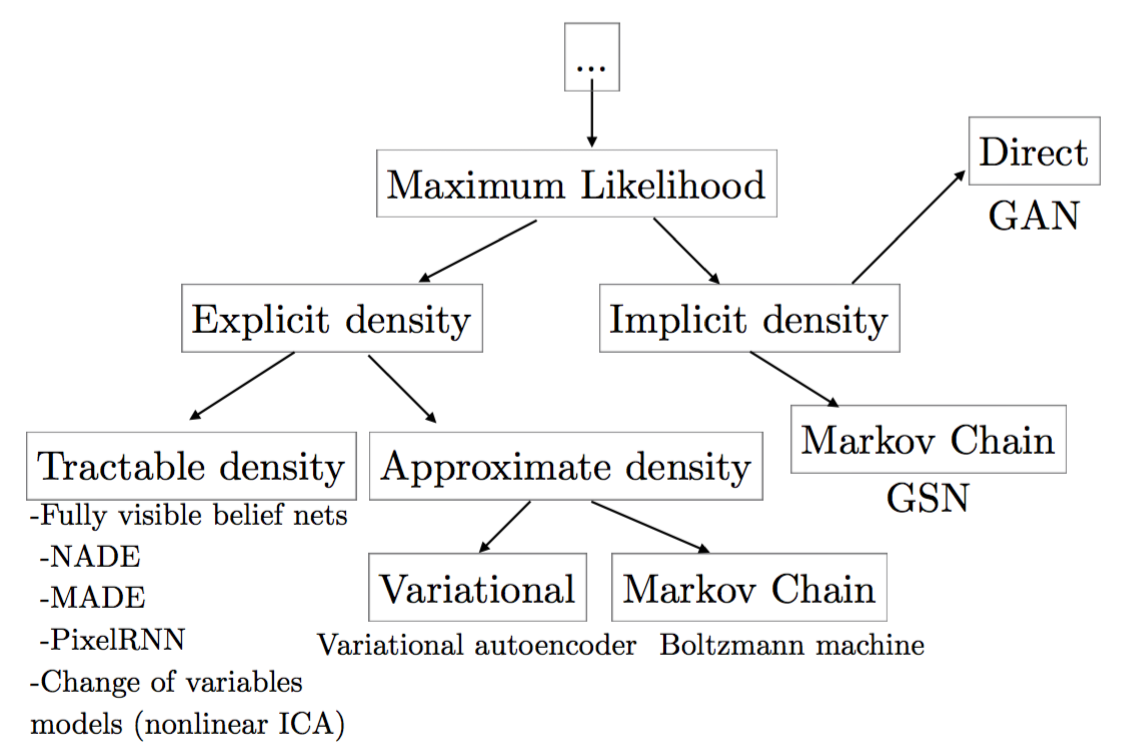 ...
Maximum Likelihood
Direct
GAN
Explicit density
Implicit density
Markov Chain
GSN
Tractable density
-Fully visible belief nets
-NADE
-MADE
-PixelRNN
-Change of variables
models (nonlinear ICA)
Approximate density
Variational
Variational autoencoder
Markov Chain
Boltzmann machine